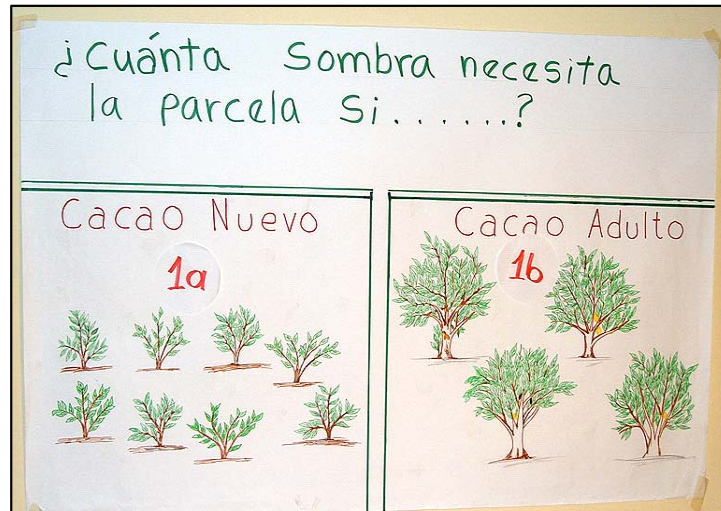 ¿Cuánta Sombra necesita
la parcela Si......?
Cacao Nuevo
1a
Cacao Adulto
1b